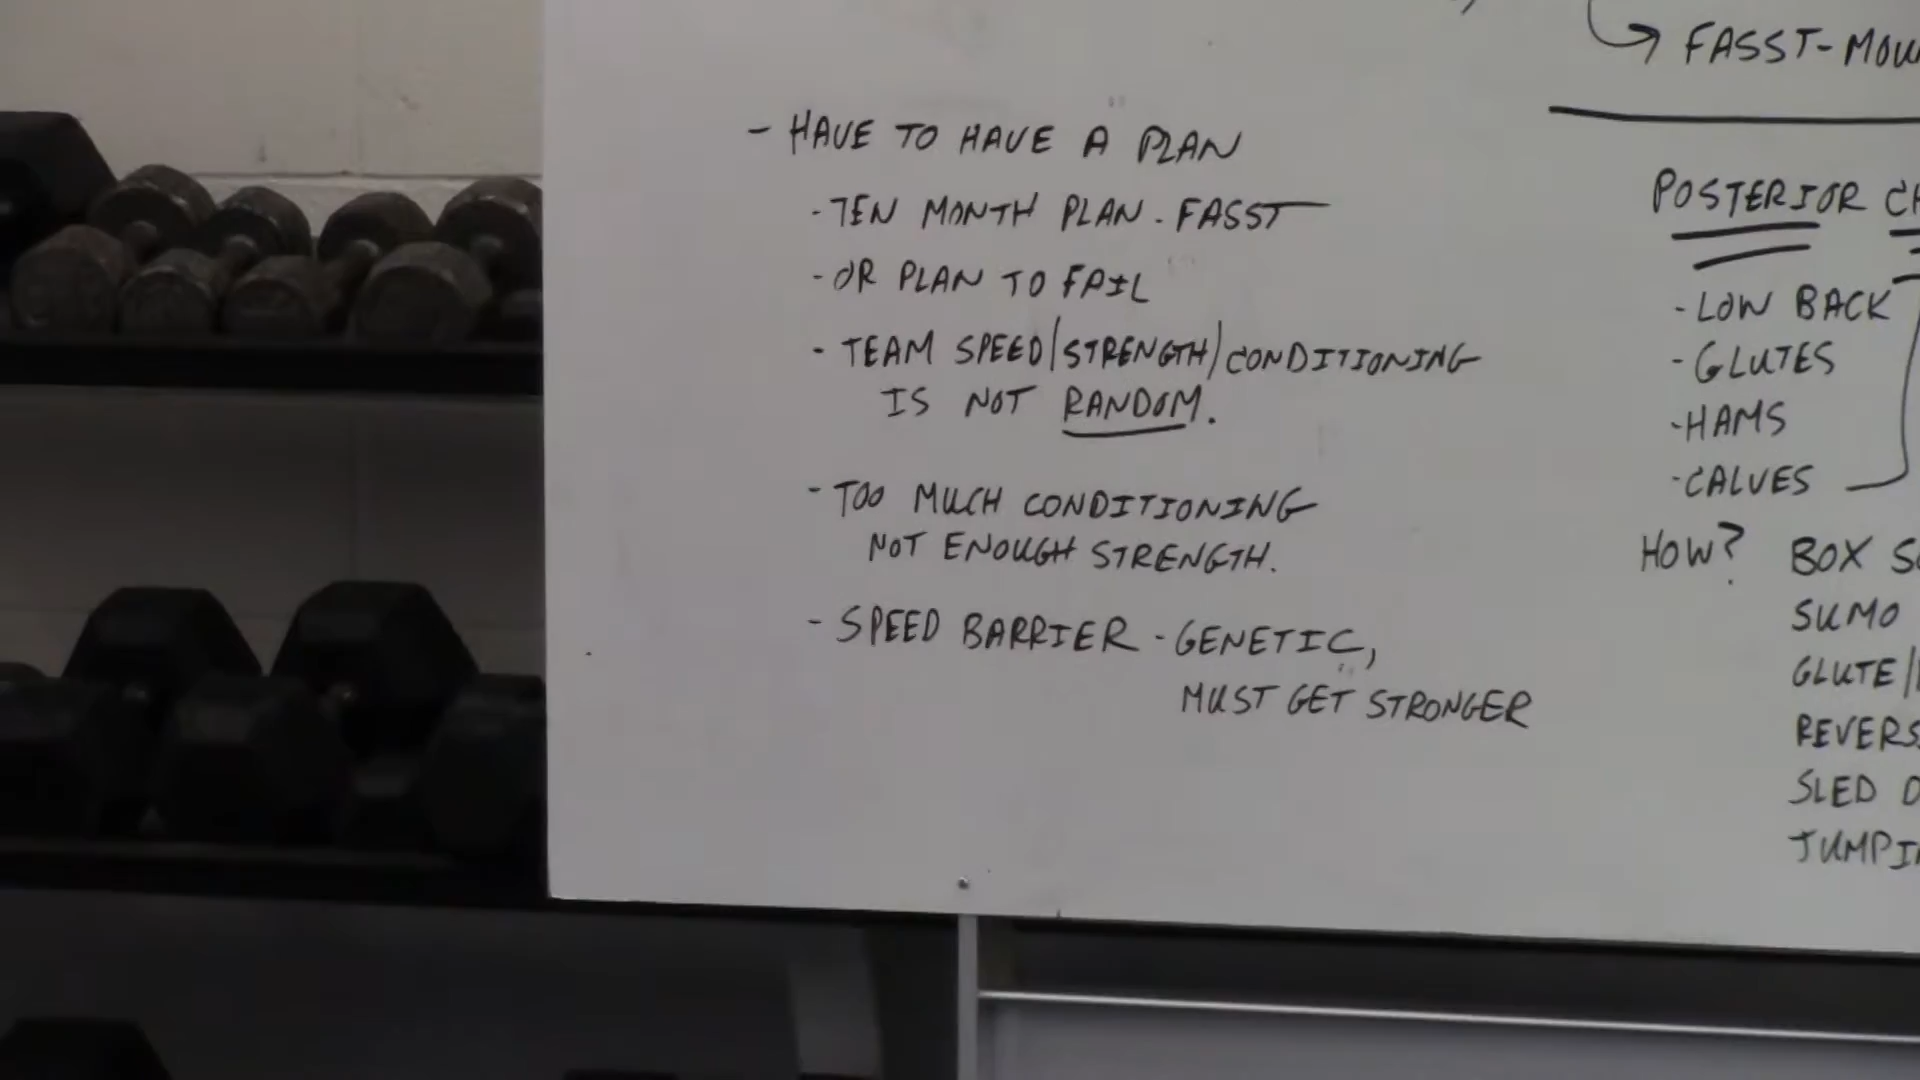 - HAVE TO HAVE A PLAN
- TEN MONTH PLAN - FASST
- OR PLAN TO FAIL
- TEAM SPEED/STRENGTH/CONDITIONING
IS NOT RANDOM.
- TOO MUCH CONDITIONING
NOT ENOUGH STRENGTH.
- SPEED BARRIER - GENETIC,
MUST GET STRONGER
FASST-
POSTERIOR
- LOW BACK
- GLUTES
- HAMS
- CALVES
HOW? BOX
SUMO
GLUTE/
SLED